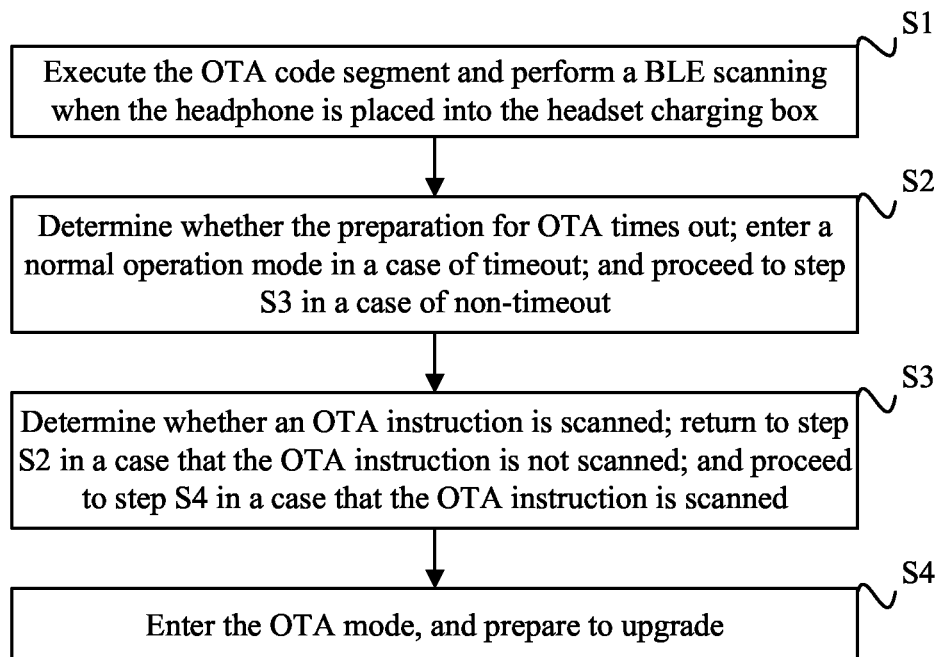 S1
Execute the OTA code segment and perform a BLE scanning
when the headphone is placed into the headset charging box
S2
Determine whether the preparation for OTA times out; enter a
normal operation mode in a case of timeout; and proceed to step
S3 in a case of non-timeout
S3
Determine whether an OTA instruction is scanned; return to step
S2 in a case that the OTA instruction is not scanned; and proceed
to step S4 in a case that the OTA instruction is scanned
S4
Enter the OTA mode, and prepare to upgrade